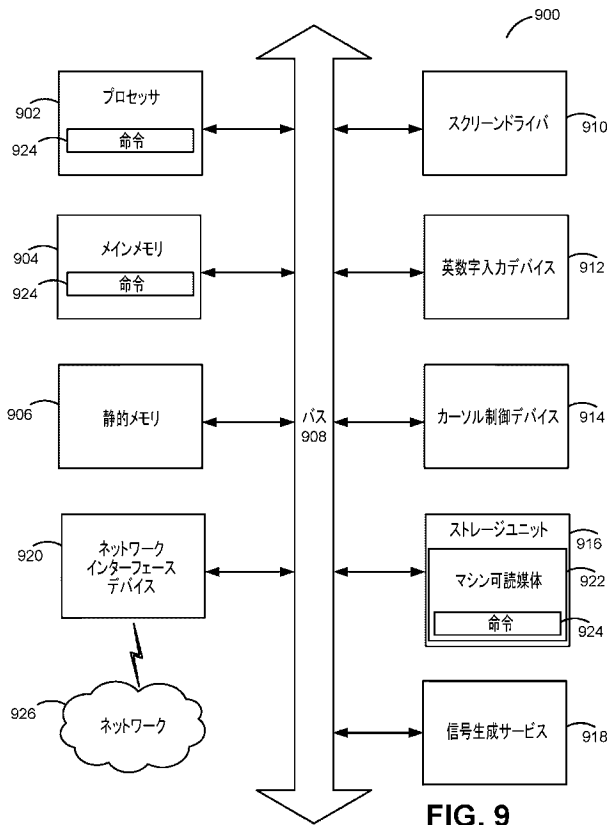 900
プロセッサ
902
924
命令
スクリーンドライバ
910
メインメモリ
904
924
命令
英数字入力デバイス
912
静的メモリ
906
バス
908
カーソル制御デバイス
914
ネットワーク
インターフェース
デバイス
920
ストレージユニット
916
マシン可読媒体
922
命令
924
926
ネットワーク
信号生成サービス
918
FIG. 9